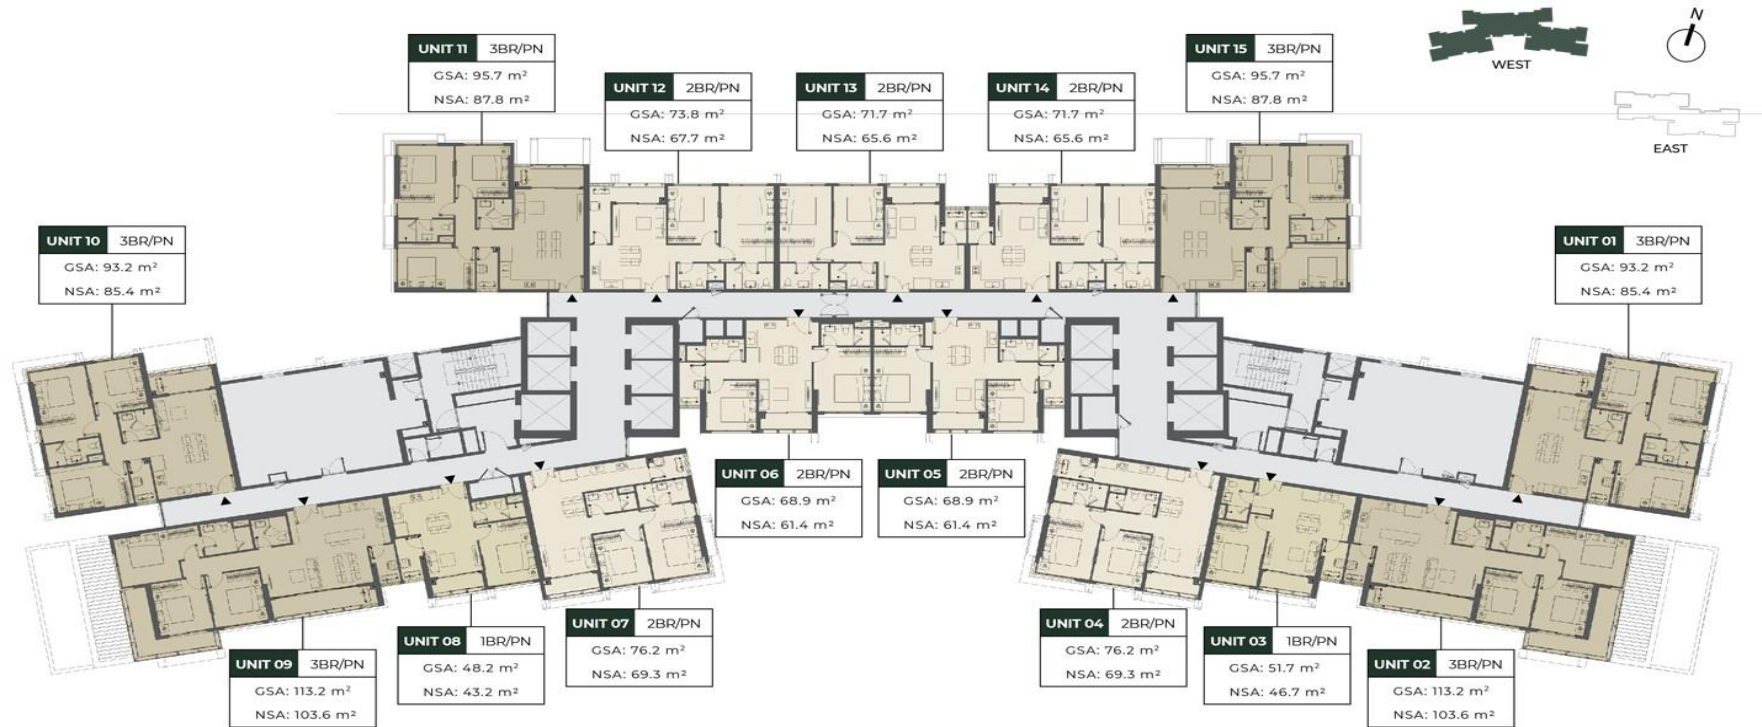 N
WEST
EAST
UNIT 11 3BR/PN
GSA: 95.7 m²
NSA: 87.8 m²
UNIT 12 2BR/PN
GSA: 73.8 m²
NSA: 67.7 m²
UNIT 13 2BR/PN
GSA: 71.7 m²
NSA: 65.6 m²
UNIT 14 2BR/PN
GSA: 71.7 m²
NSA: 65.6 m²
UNIT 15 3BR/PN
GSA: 95.7 m²
NSA: 87.8 m²
UNIT 10 3BR/PN
GSA: 93.2 m²
NSA: 85.4 m²
UNIT 01 3BR/PN
GSA: 93.2 m²
NSA: 85.4 m²
UNIT 06 2BR/PN
GSA: 68.9 m²
NSA: 61.4 m²
UNIT 05 2BR/PN
GSA: 68.9 m²
NSA: 61.4 m²
UNIT 09 3BR/PN
GSA: 113.2 m²
NSA: 103.6 m²
UNIT 08 1BR/PN
GSA: 48.2 m²
NSA: 43.2 m²
UNIT 07 2BR/PN
GSA: 76.2 m²
NSA: 69.3 m²
UNIT 04 2BR/PN
GSA: 76.2 m²
NSA: 69.3 m²
UNIT 03 1BR/PN
GSA: 51.7 m²
NSA: 46.7 m²
UNIT 02 3BR/PN
GSA: 113.2 m²
NSA: 103.6 m²